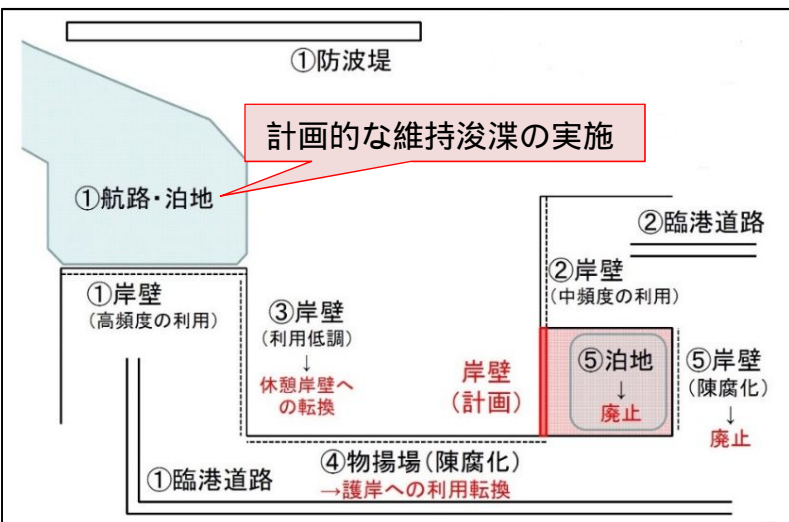 ①防波堤
計画的な維持浚渫の実施
①航路・泊地
②臨港道路
②岸壁
(中頻度の利用)
①岸壁
(高頻度の利用)
③岸壁
(利用低調)
↓
休憩岸壁へ
の転換
岸壁
(計画)
⑤泊地
↓
廃止
⑤岸壁
(陳腐化)
↓
廃止
④物揚場(陳腐化)
→護岸への利用転換
①臨港道路